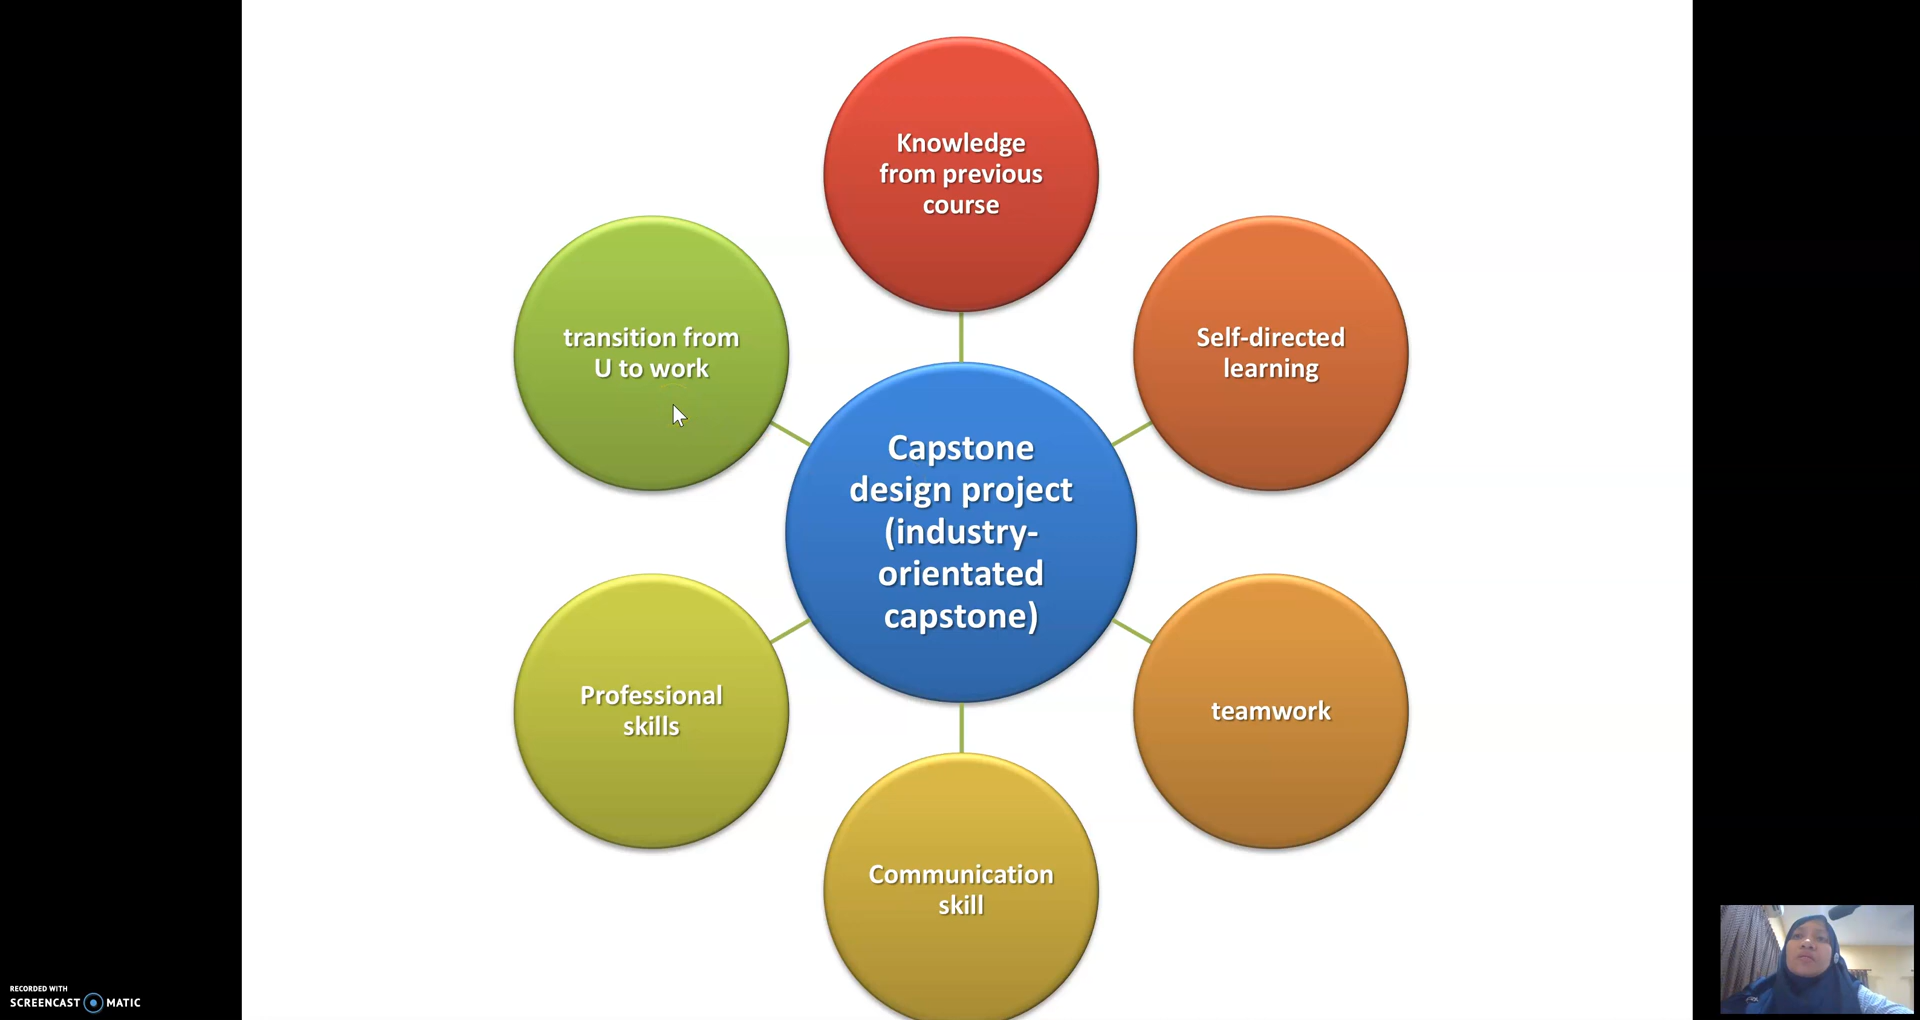 Knowledge
from previous
course
transition from
U to work
Self-directed
learning
Capstone
design project
(industry-
orientated
capstone)
Professional
skills
teamwork
Communication
skill
RECORDED WITH
SCREENCAST MATIC